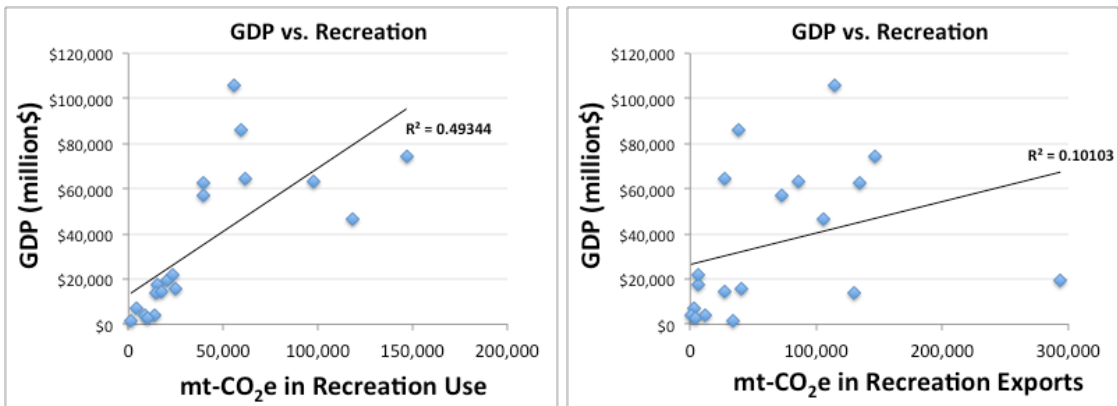 GDP vs. Recreation
$120,000
$100,000
$80,000
$60,000
$40,000
$20,000
$0
GDP (million$)
R² = 0.49344
0 50,000 100,000 150,000 200,000
mt-CO₂e in Recreation Use
GDP vs. Recreation
$120,000
$100,000
$80,000
$60,000
$40,000
$20,000
$0
GDP (million$)
R² = 0.10103
0 100,000 200,000 300,000
mt-CO₂e in Recreation Exports